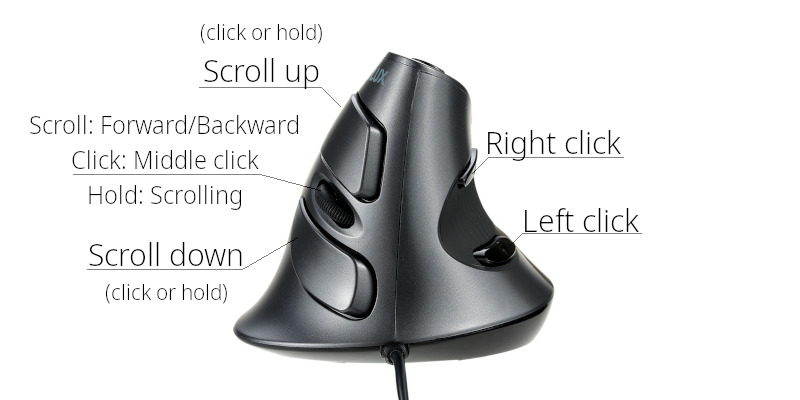 (click or hold)
Scroll up
LUX
Scroll: Forward/Backward
Click: Middle click
Hold: Scrolling
Right click
Left click
Scroll down
(click or hold)